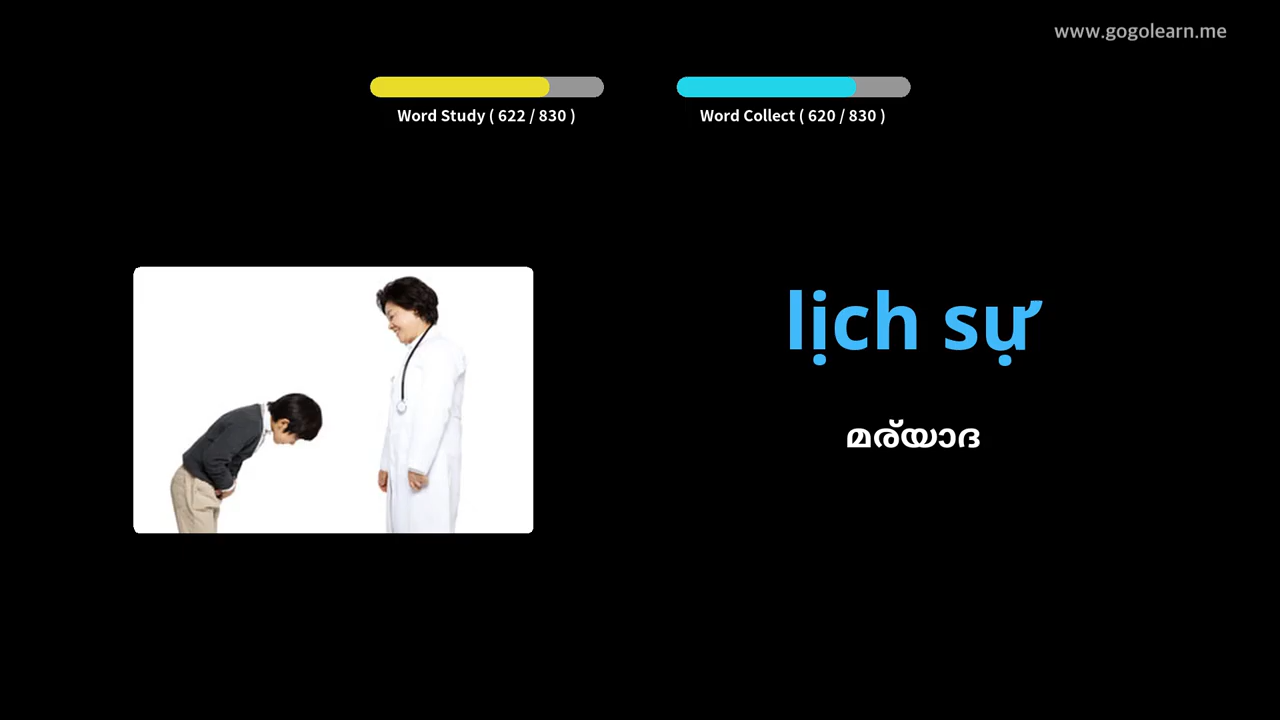 www.gogolearn.me
Word Study ( 622 / 830 )
Word Collect ( 620 / 830 )
lịch sự
മര്യാദ